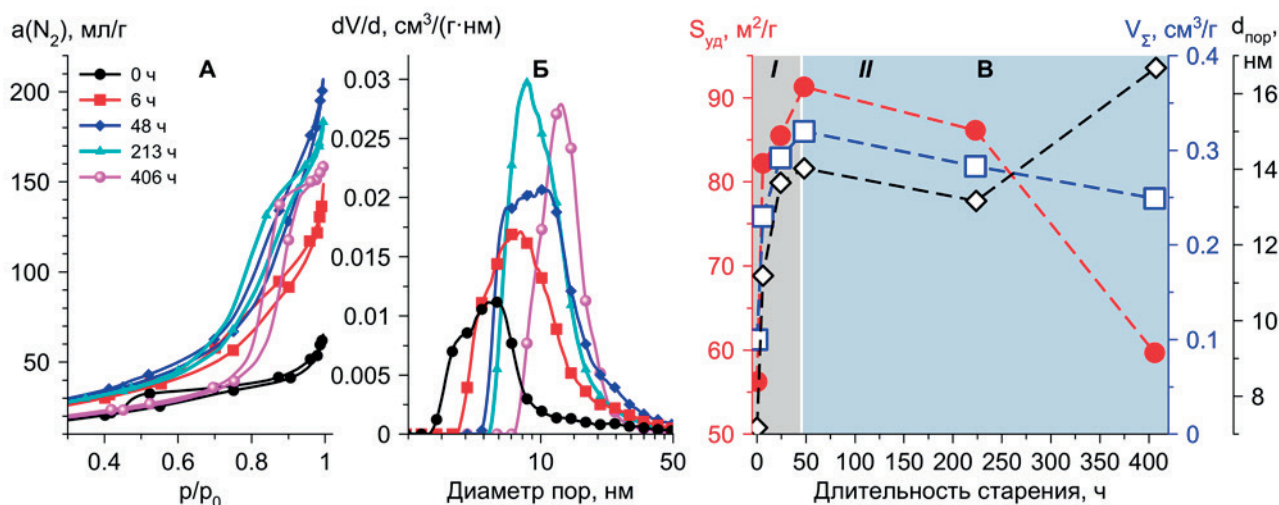 a(N₂), мл/г
А
0 ч
6 ч
48 ч
213 ч
406 ч
200
150
100
50
0.4 0.6 0.8 1
p/p₀
dV/d, см³/(г·нм)
Б
0.03
0.025
0.02
0.015
0.01
0.005
0
10 50
Диаметр пор, нм
Sуд, м²/г
VΣ, см³/г
dпор,
нм
I II В
90
80
70
60
50
0.4
0.3
0.2
0.1
0
16
14
12
10
8
0 50 100 150 200 250 300 350 400
Длительность старения, ч